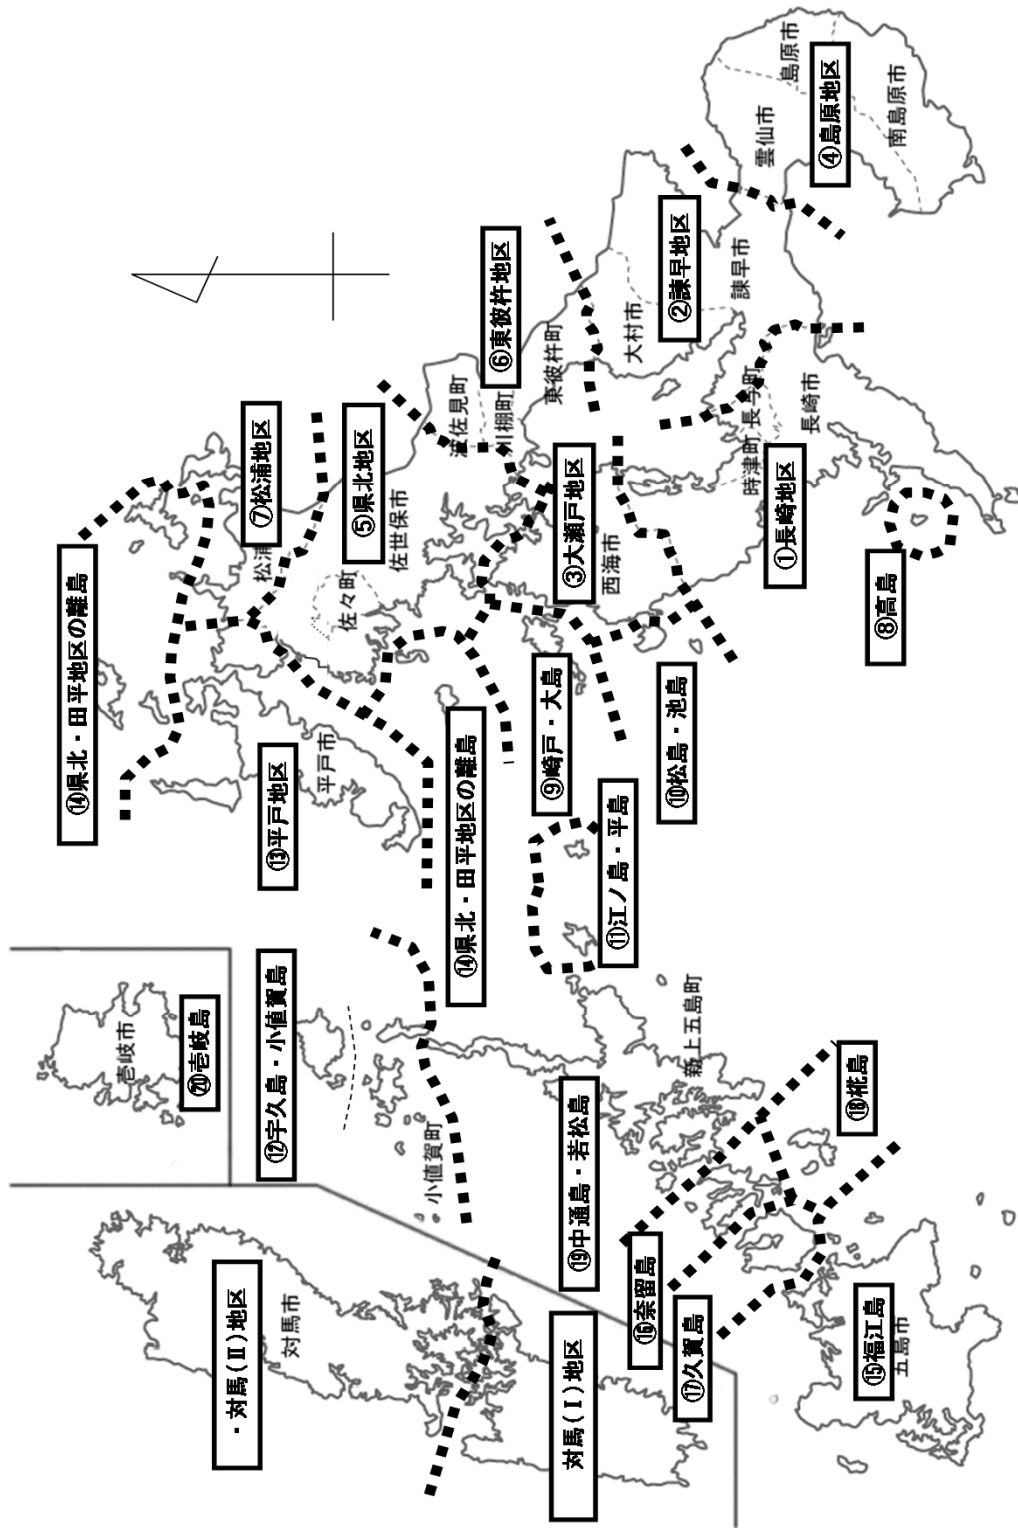 ・対馬(Ⅱ)地区
対馬市
対馬(Ⅰ)地区
壱岐市
⑳壱岐島
⑫宇久島・小値賀島
小値賀町
⑲中通島・若松島
新上五島町
⑯奈留島
⑰久賀島
⑱椛島
⑮福江島
五島市
⑭県北・田平地区の離島
⑬平戸地区
平戸市
⑭県北・田平地区の離島
⑨崎戸・大島
⑪江ノ島・平島
⑩松島・池島
⑦松浦地区
松浦
⑤県北地区
佐々町
佐世保市
⑥東彼杵地区
波佐見町
川棚町
東彼杵町
③大瀬戸地区
西海市
大村市
②諫早地区
諫早市
時津町
長与町
①長崎地区
長崎市
⑧高島
雲仙市
島原市
④島原地区
南島原市